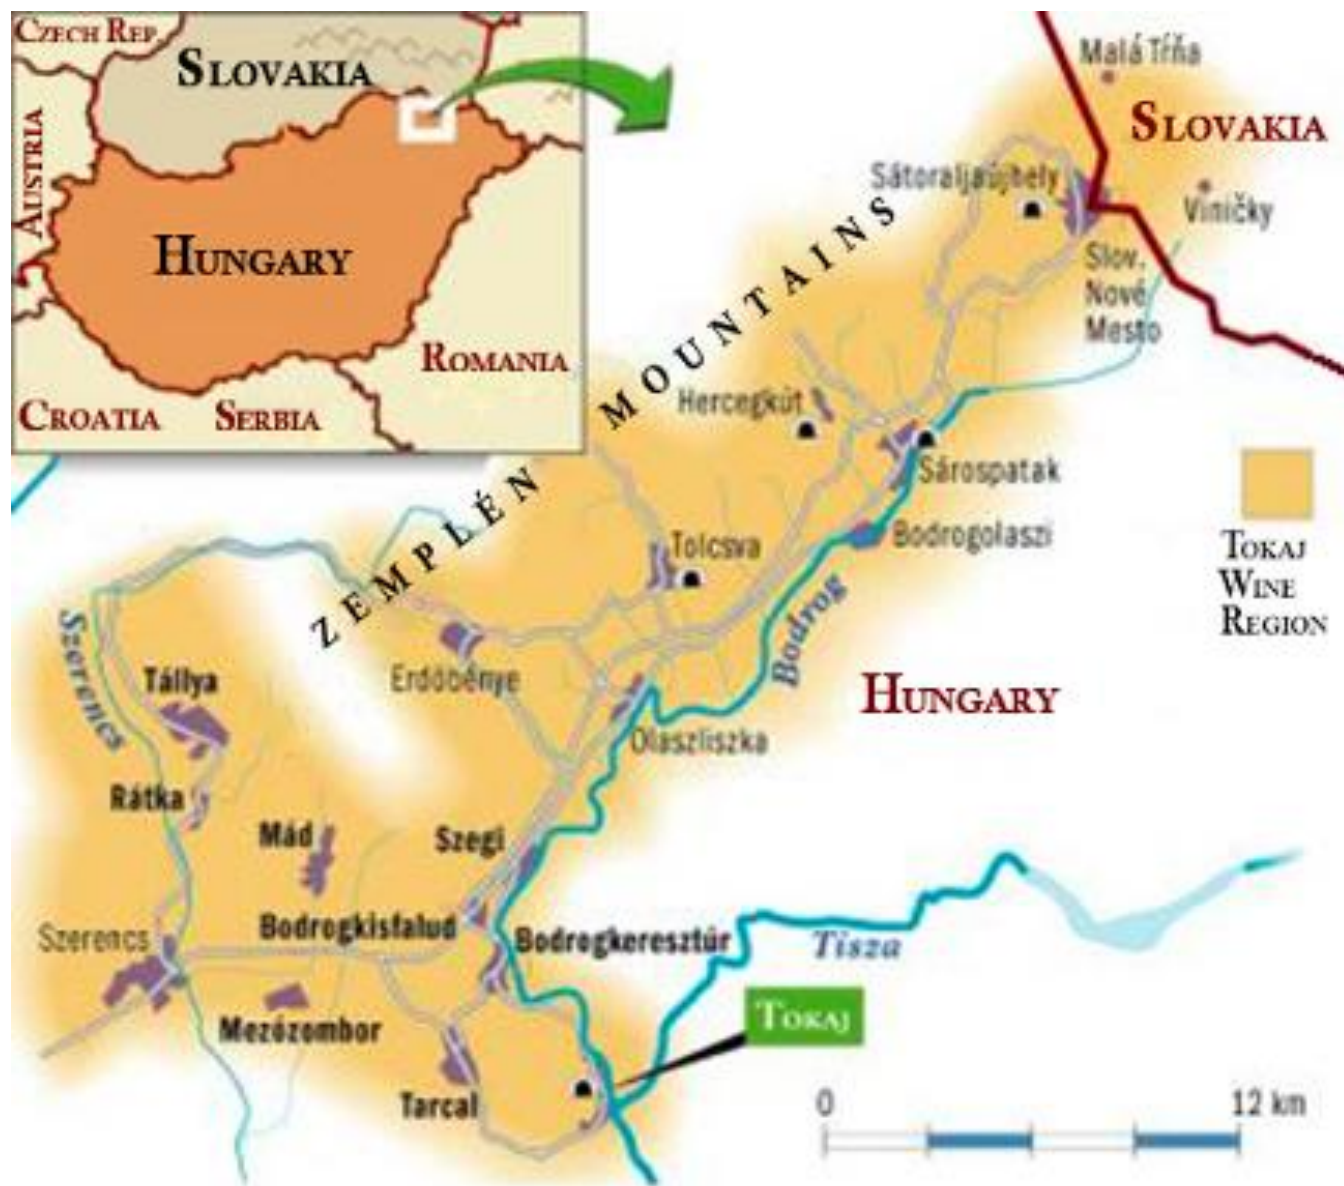 CZECH REP.
SLOVAKIA
AUSTRIA
HUNGARY
ROMANIA
CROATIA
SERBIA
Malá Tŕňa
SLOVAKIA
Sátoraljaújhely
Viničky
Slov.
Nové
Mesto
ZEMPLÉN MOUNTAINS
Hercegkút
Sárospatak
Bodrogolaszi
Tolcsva
TOKAJ
WINE
REGION
Bodrog
Szerencs
Tállya
Erdőbénye
HUNGARY
Olaszliszka
Rátka
Mád
Szegi
Szerencs
Bodrogkisfalud
Bodrogkeresztúr
Tisza
Mezőzombor
TOKAJ
Tarcal
0
12 km